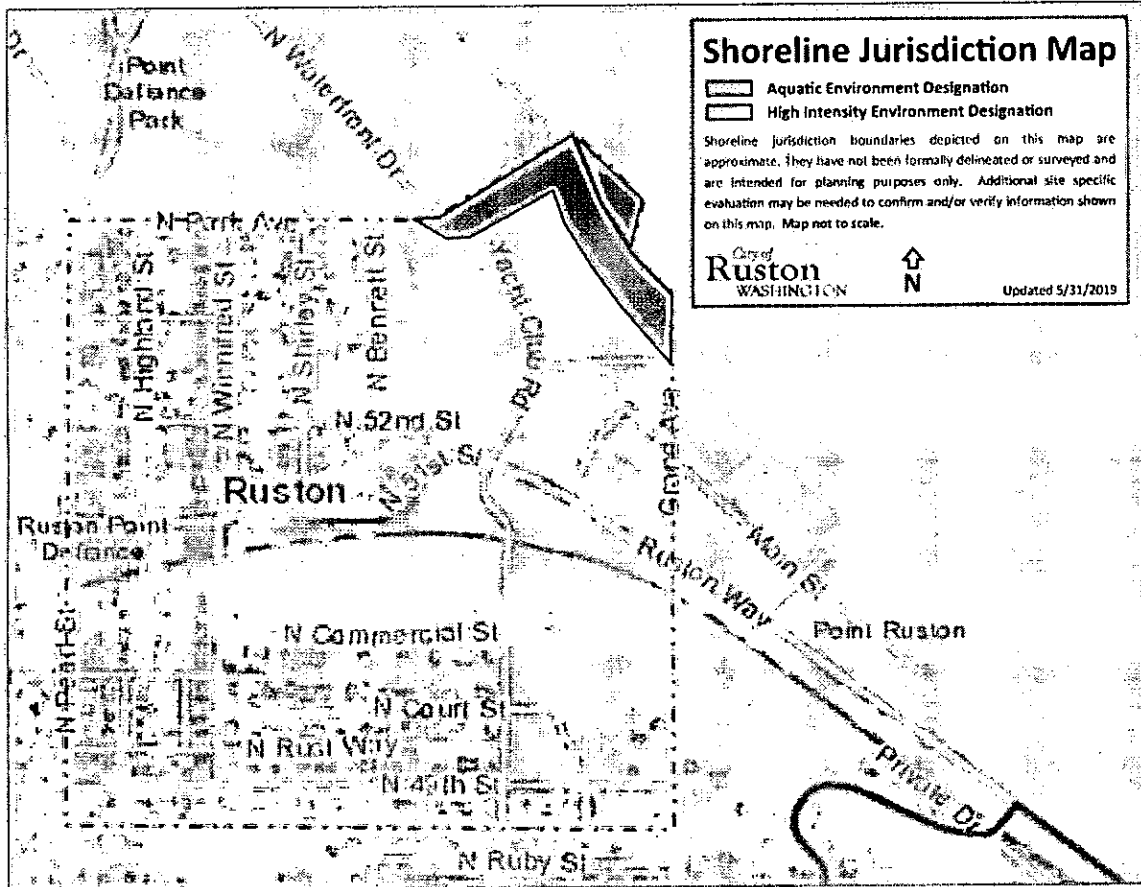 Shoreline Jurisdiction Map
Aquatic Environment Designation
High Intensity Environment Designation
Shoreline jurisdiction boundaries depicted on this map are
approximate. They have not been formally delineated or surveyed and
are intended for planning purposes only. Additional site specific
evaluation may be needed to confirm and/or verify information shown
on this map. Map not to scale.
City of
Ruston
WASHINGTON
N
Updated 5/31/2019
Dr
Point
Defiance
Park
N Waterfront Dr
N Park Ave
N Highland St
N Winnifred St
N Shirley St
N Bennett St
Yacht Club Rd
N 52nd St
N 51st St
Ruston
Ruston Point
Defiance
N Pearl St
Ruston Way
Main St
Point Ruston
N Commercial St
N Court St
N Rust Way
N 49th St
Private Dr
N Ruby St